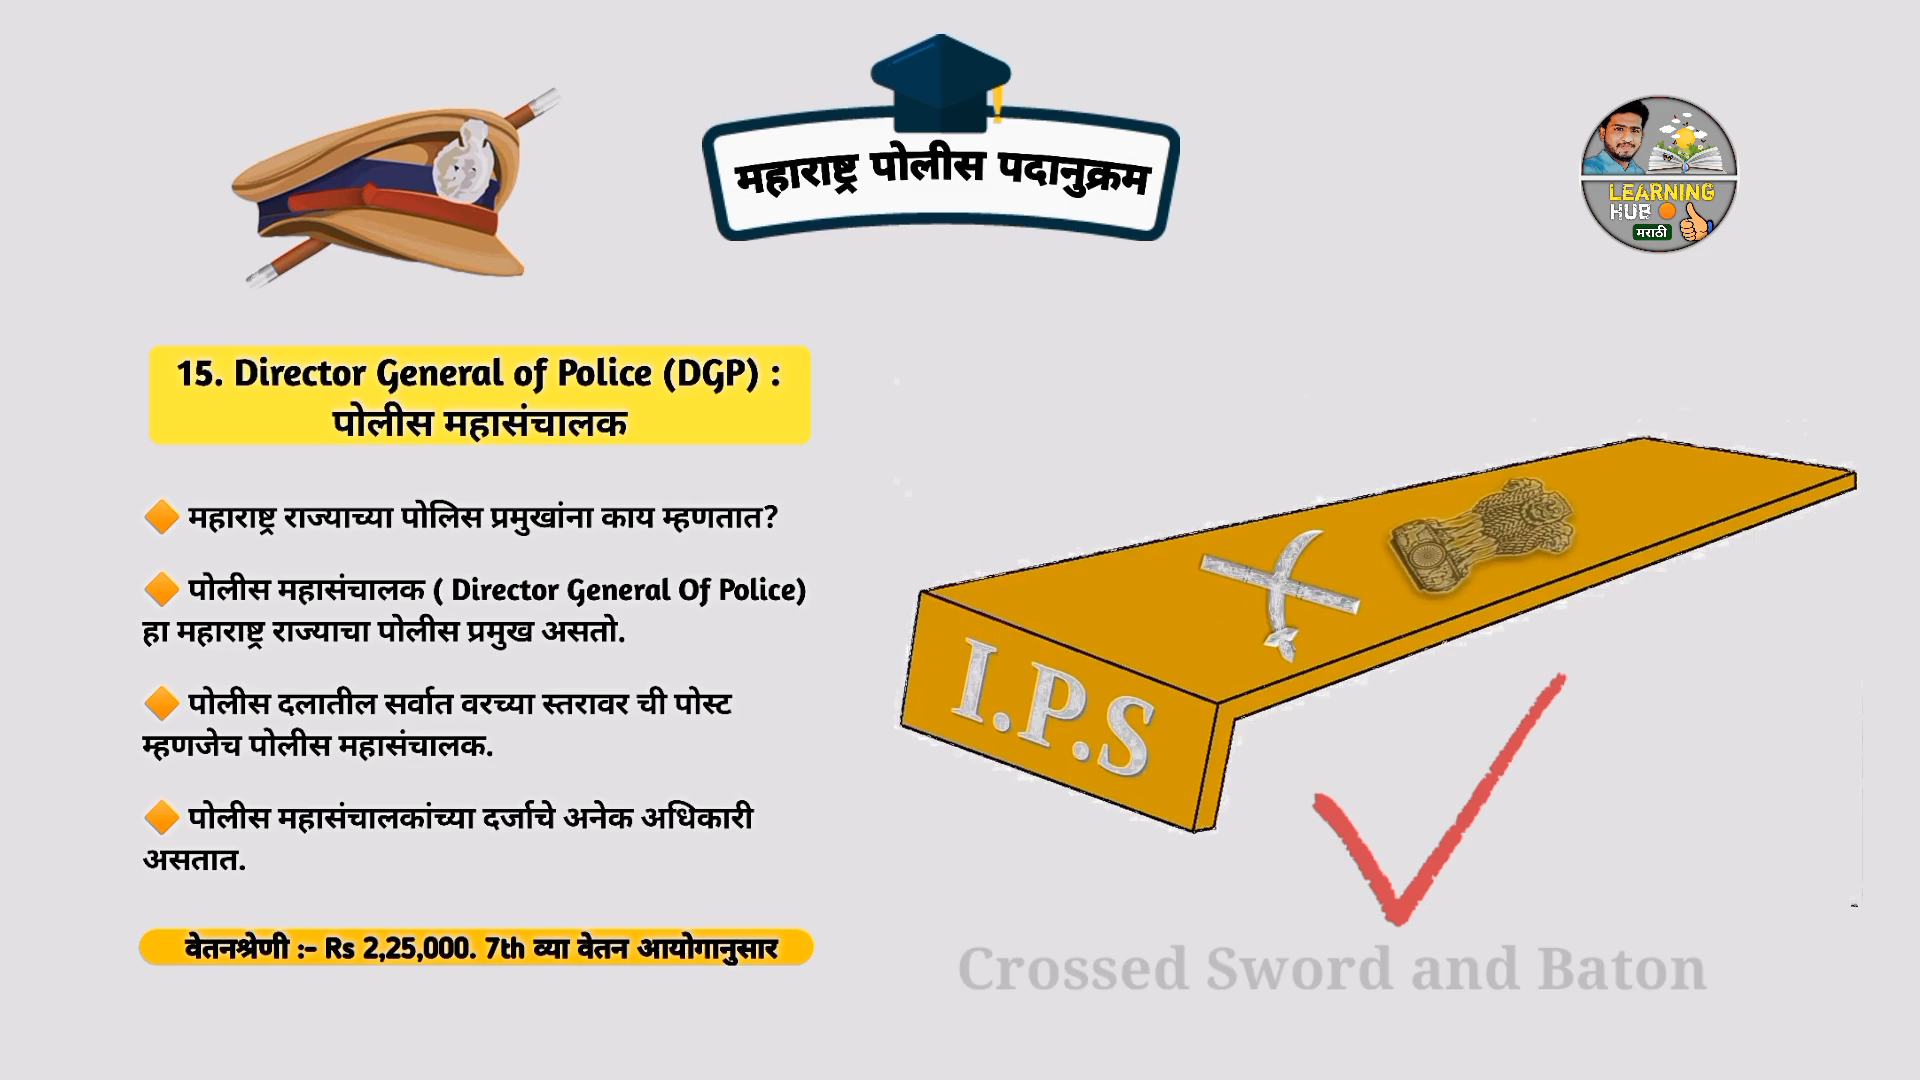 महाराष्ट्र पोलीस पदानुक्रम
LEARNING
HUB
मराठी
15. Director General of Police (DGP) :
पोलीस महासंचालक
🔶 महाराष्ट्र राज्याच्या पोलिस प्रमुखांना काय म्हणतात?
🔶 पोलीस महासंचालक ( Director General Of Police)
हा महाराष्ट्र राज्याचा पोलीस प्रमुख असतो.
🔶 पोलीस दलातील सर्वात वरच्या स्तरावर ची पोस्ट
म्हणजेच पोलीस महासंचालक.
🔶 पोलीस महासंचालकांच्या दर्जाचे अनेक अधिकारी
असतात.
वेतनश्रेणी :- Rs 2,25,000. 7th व्या वेतन आयोगानुसार
I.P.S
Crossed Sword and Baton